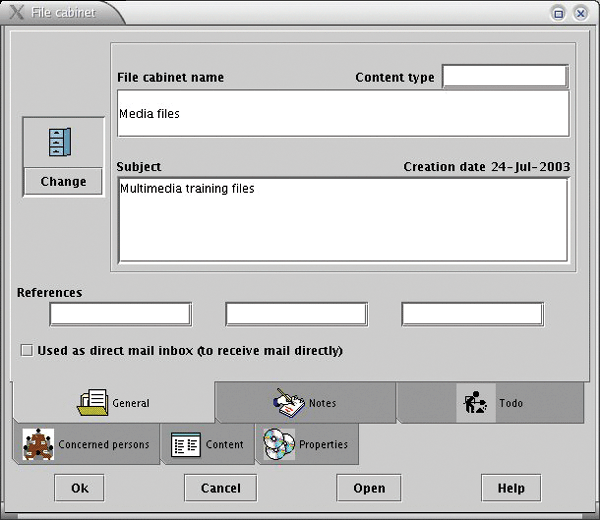 File cabinet
File cabinet name
Content type
Media files
Change
Subject
Creation date 24-Jul-2003
Multimedia training files
References
Used as direct mail inbox (to receive mail directly)
General
Notes
Todo
Concerned persons
Content
Properties
Ok
Cancel
Open
Help